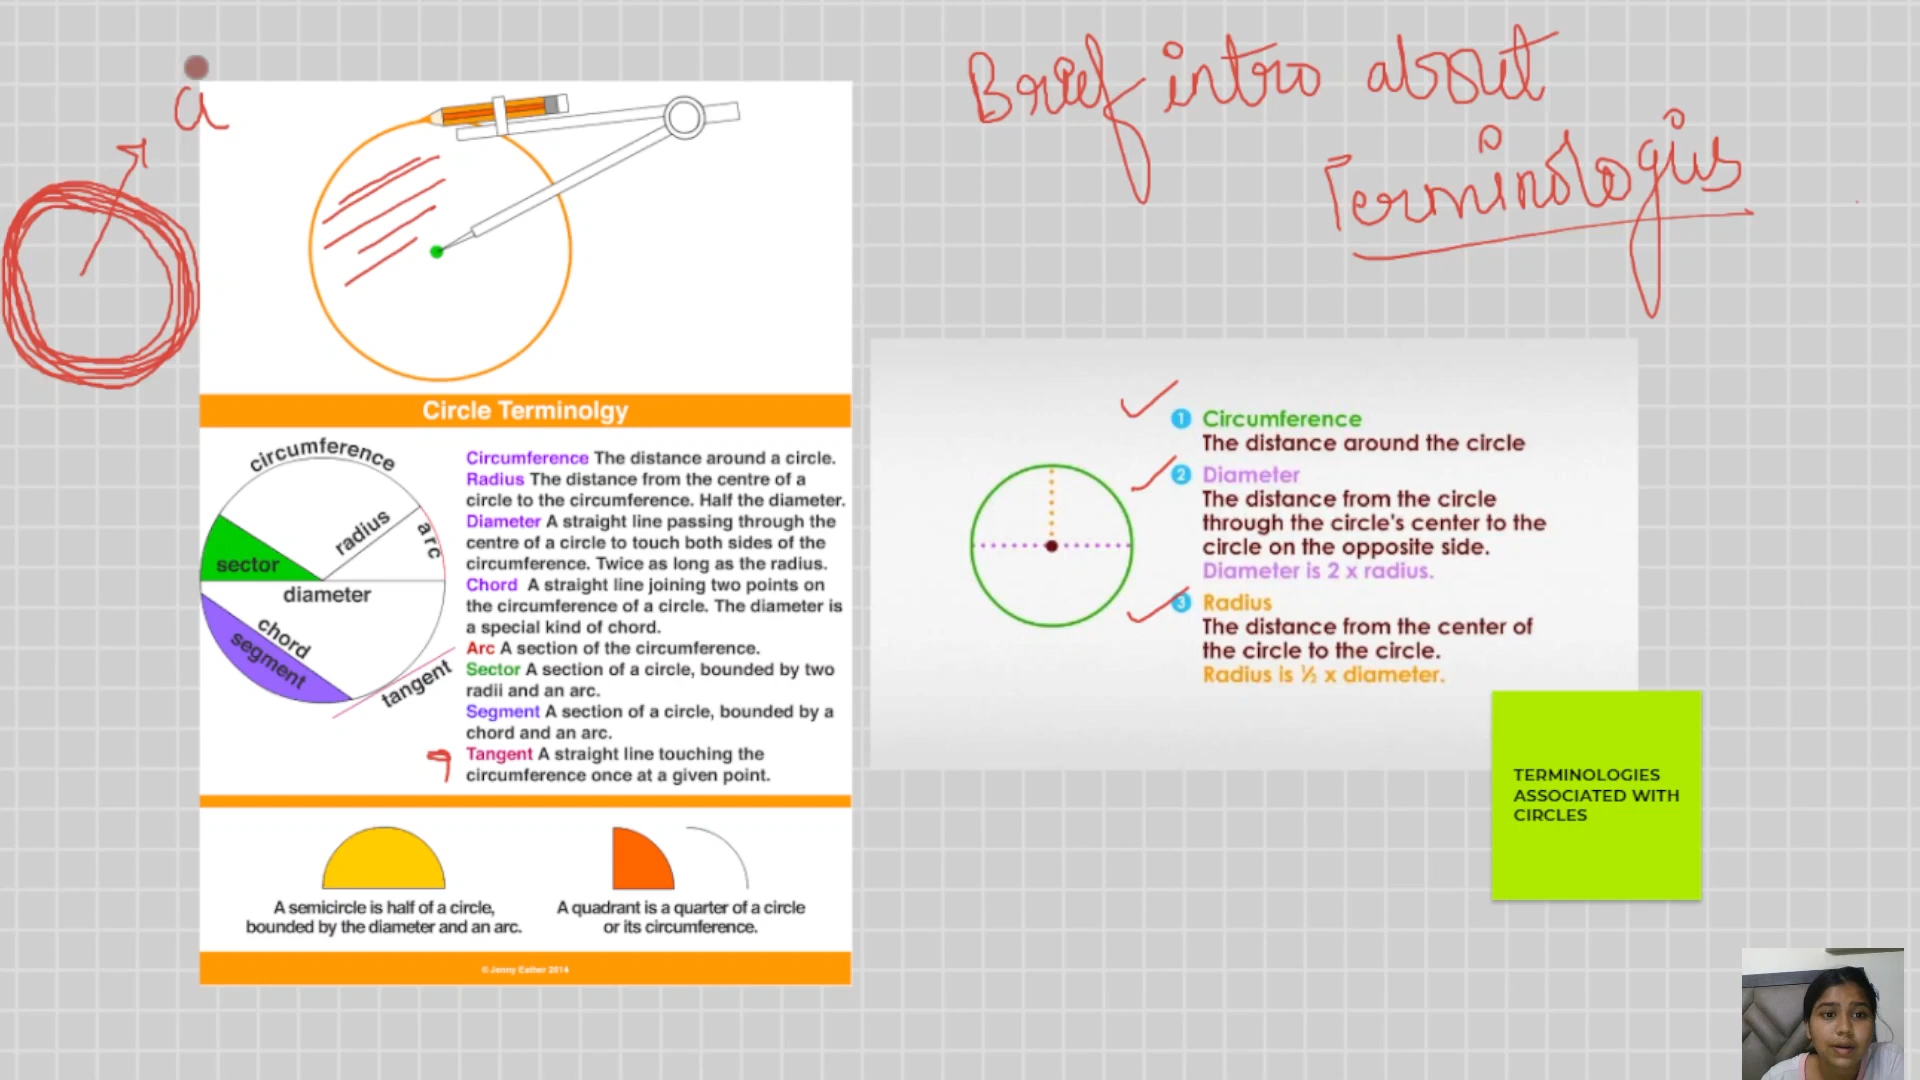 Brief intro about
Terminologies
a
Circle Terminolgy
circumference
radius
arc
sector
diameter
chord
segment
tangent
Circumference The distance around a circle.
Radius The distance from the centre of a
circle to the circumference. Half the diameter.
Diameter A straight line passing through the
centre of a circle to touch both sides of the
circumference. Twice as long as the radius.
Chord A straight line joining two points on
the circumference of a circle. The diameter is
a special kind of chord.
Arc A section of the circumference.
Sector A section of a circle, bounded by two
radii and an arc.
Segment A section of a circle, bounded by a
chord and an arc.
Tangent A straight line touching the
circumference once at a given point.
A semicircle is half of a circle,
bounded by the diameter and an arc.
A quadrant is a quarter of a circle
or its circumference.
© Jenny Eather 2014
1 Circumference
The distance around the circle
2 Diameter
The distance from the circle
through the circle's center to the
circle on the opposite side.
Diameter is 2 x radius.
3 Radius
The distance from the center of
the circle to the circle.
Radius is ½ x diameter.
TERMINOLOGIES
ASSOCIATED WITH
CIRCLES